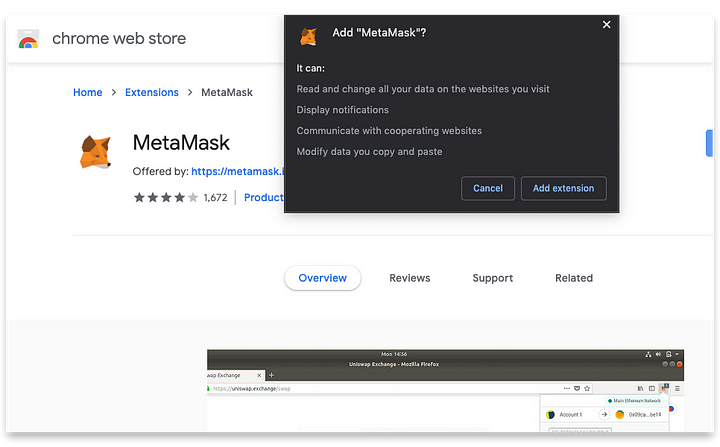 chrome web store
Add "MetaMask"?
It can:
Read and change all your data on the websites you visit
Display notifications
Communicate with cooperating websites
Modify data you copy and paste
Cancel
Add extension
Home > Extensions > MetaMask
MetaMask
Offered by: https://metamask.i
1,672
Product
Overview
Reviews
Support
Related
Mon 14:56
Uniswap Exchange - Mozilla Firefox
wap Exchange
https://uniswap.exchange/swap
Main Ethereum Network
Account 1
0x09ca...be14